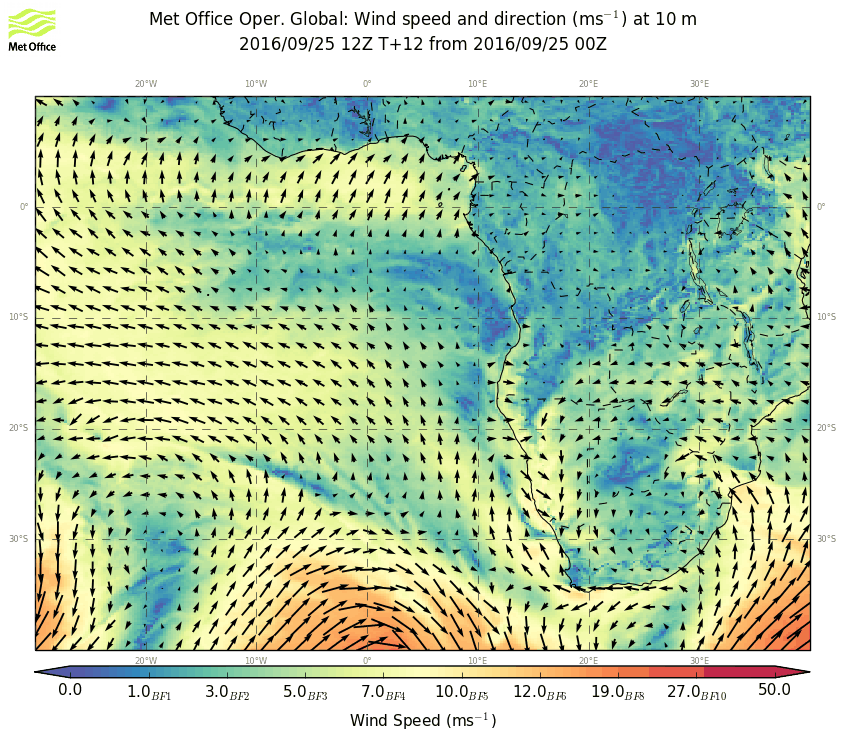 Met Office Oper. Global: Wind speed and direction (ms⁻¹) at 10 m
2016/09/25 12Z T+12 from 2016/09/25 00Z
Met Office
20°W 10°W 0° 10°E 20°E 30°E
0° 0°
10°S 10°S
20°S 20°S
30°S 30°S
20°W 10°W 0° 10°E 20°E 30°E
0.0 1.0BF1 3.0BF2 5.0BF3 7.0BF4 10.0BF5 12.0BF6 19.0BF8 27.0BF10 50.0
Wind Speed (ms⁻¹)